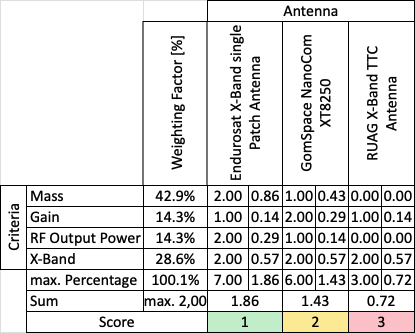 Antenna
Weighting Factor [%]
Endurosat X-Band single
Patch Antenna
GomSpace NanoCom
XT8250
RUAG X-Band TTC
Antenna
Criteria
Mass 42.9% 2.00 0.86 1.00 0.43 0.00 0.00
Gain 14.3% 1.00 0.14 2.00 0.29 1.00 0.14
RF Output Power 14.3% 2.00 0.29 1.00 0.14 0.00 0.00
X-Band 28.6% 2.00 0.57 2.00 0.57 2.00 0.57
max. Percentage 100.1% 7.00 1.86 6.00 1.43 3.00 0.72
Sum max. 2,00 1.86 1.43 0.72
Score 1 2 3